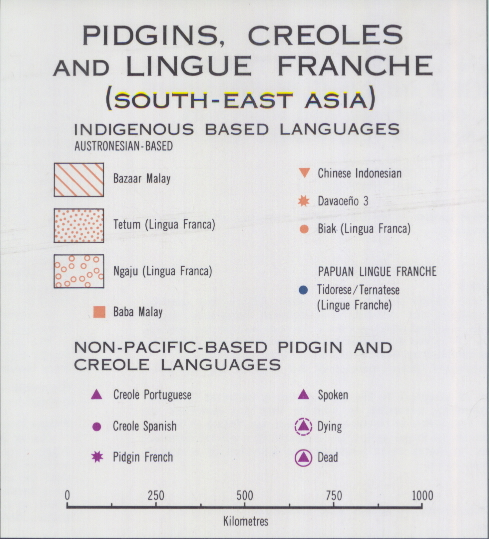 PIDGINS, CREOLES
AND LINGUE FRANCHE
(SOUTH-EAST ASIA)
INDIGENOUS BASED LANGUAGES
AUSTRONESIAN-BASED
Bazaar Malay
Tetum (Lingua Franca)
Ngaju (Lingua Franca)
Baba Malay
Chinese Indonesian
Davaoeño 3
Biak (Lingua Franca)
PAPUAN LINGUE FRANCHE
Tidorese/Ternatese
(Lingue Franche)
NON-PACIFIC-BASED PIDGIN AND
CREOLE LANGUAGES
Creole Portuguese
Creole Spanish
Pidgin French
Spoken
Dying
Dead
0 250 500 750 1000
Kilometres